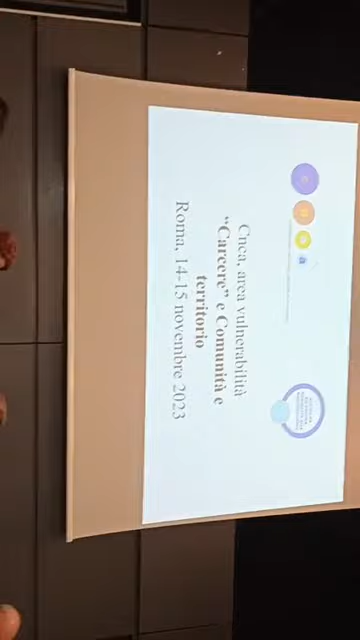 c n c a
Cnca, area vulnerabilità
“Carcere” e Comunità e
territorio
Roma, 14-15 novembre 2023